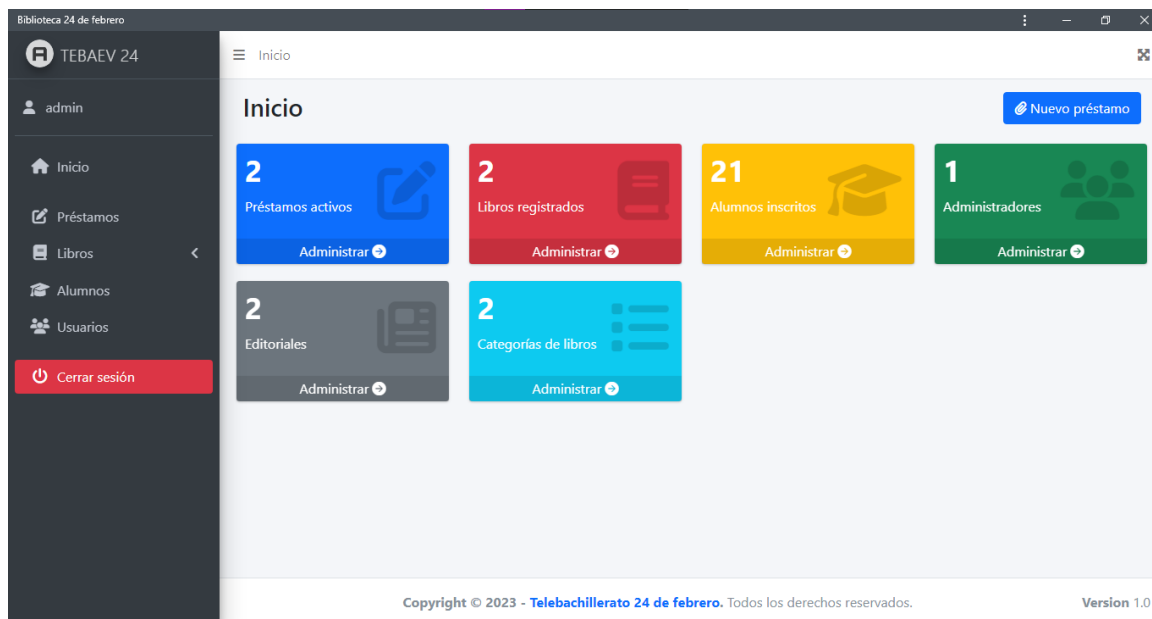 Biblioteca 24 de febrero
TEBAEV 24
Inicio
admin
Inicio
Nuevo préstamo
Inicio
Préstamos
Libros
Alumnos
Usuarios
Cerrar sesión
2
Préstamos activos
Administrar
2
Libros registrados
Administrar
21
Alumnos inscritos
Administrar
1
Administradores
Administrar
2
Editoriales
Administrar
2
Categorías de libros
Administrar
Copyright © 2023 - Telebachillerato 24 de febrero. Todos los derechos reservados.
Version 1.0